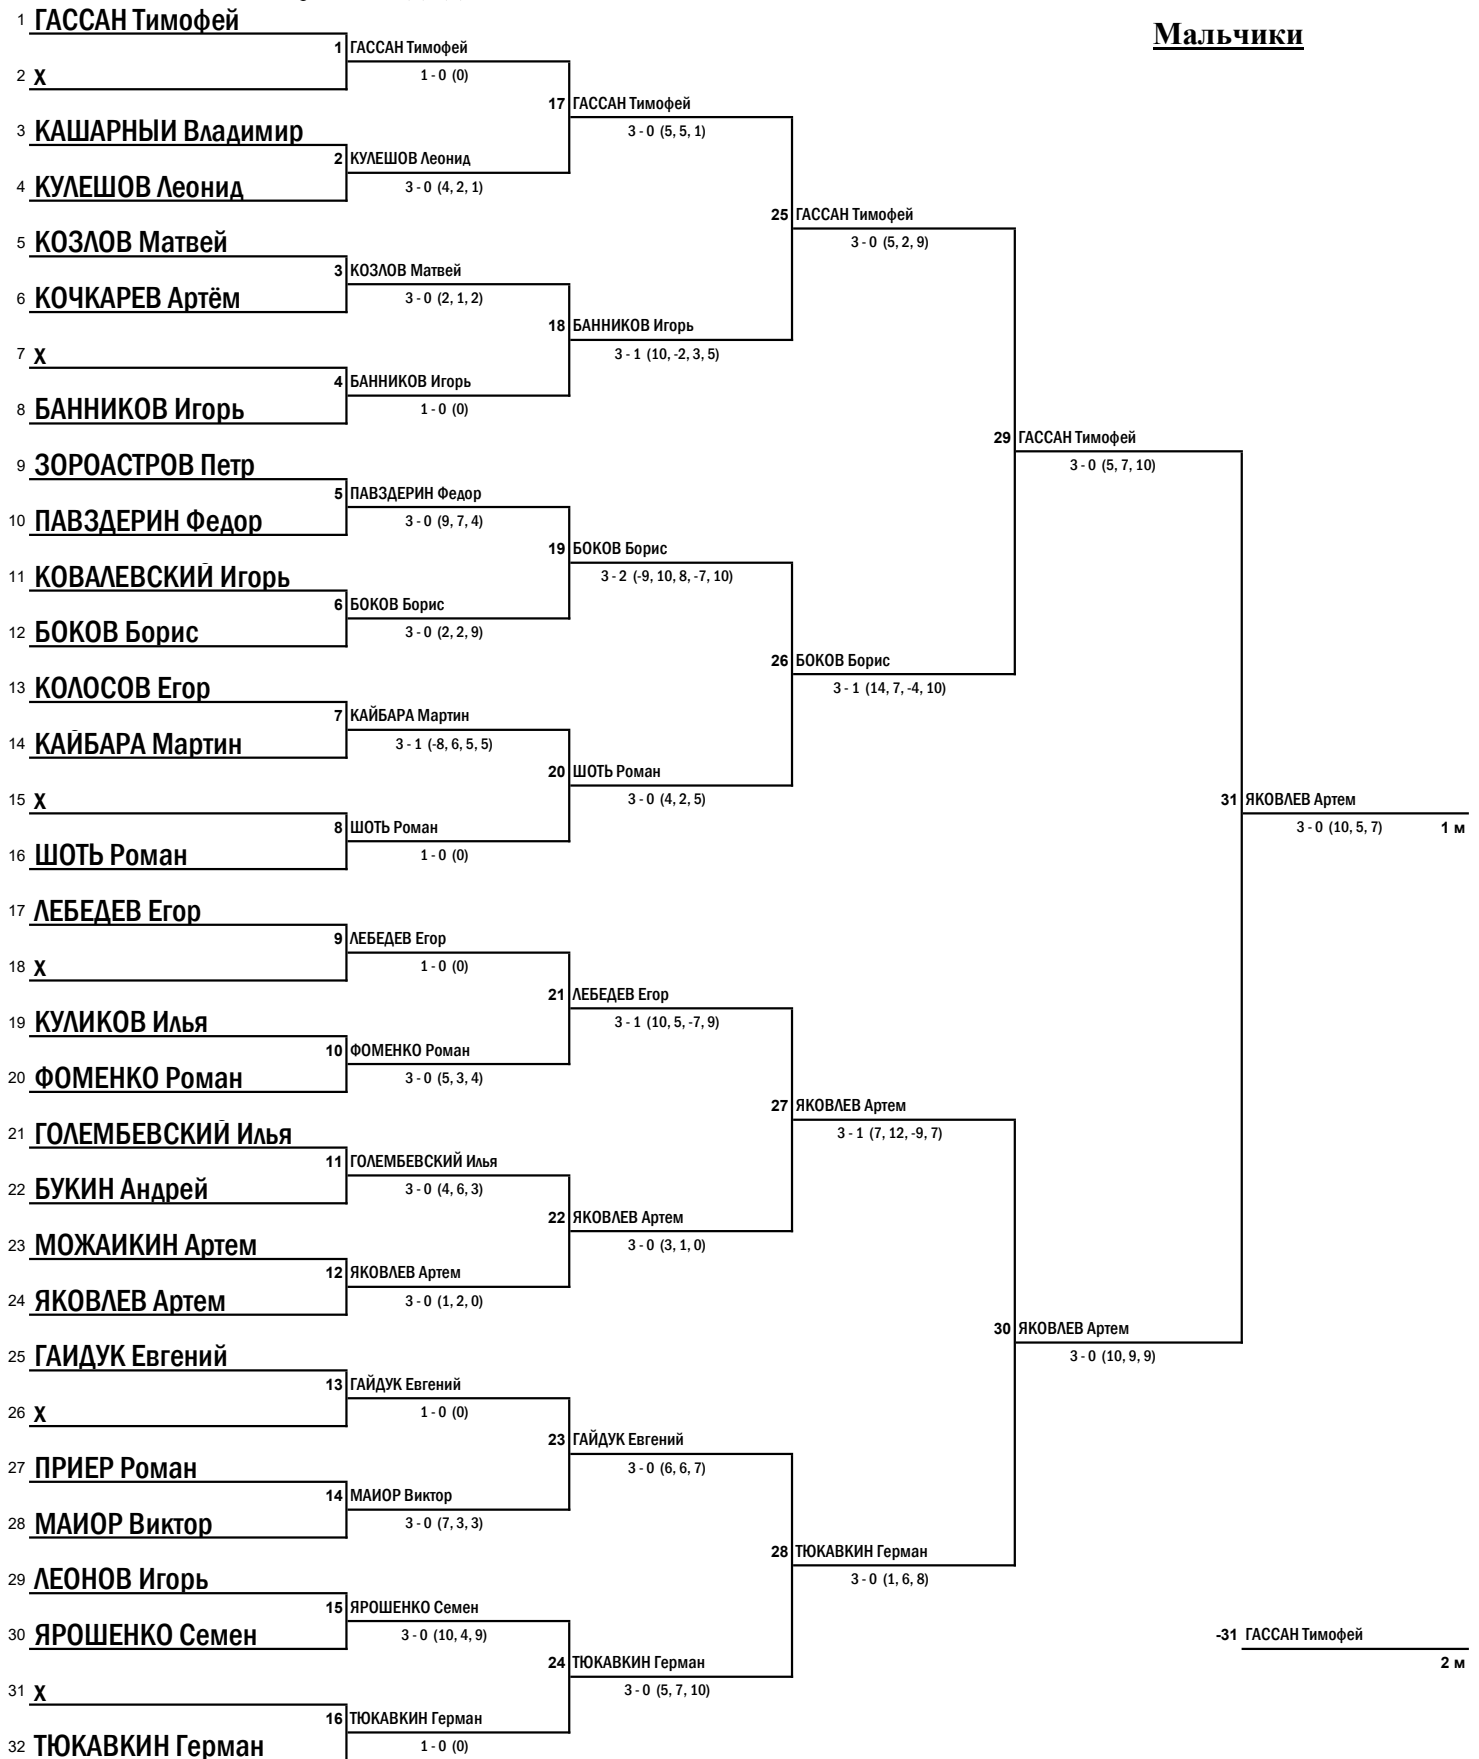 1 ГАССАН Тимофей
Мальчики
1 ГАССАН Тимофей
2 X
1 - 0 (0)
17 ГАССАН Тимофей
3 КАШАРНЫИ Владимир
3 - 0 (5, 5, 1)
2 КУЛЕШОВ Леонид
4 КУЛЕШОВ Леонид
3 - 0 (4, 2, 1)
25 ГАССАН Тимофей
5 КОЗЛОВ Матвей
3 - 0 (5, 2, 9)
3 КОЗЛОВ Матвей
6 КОЧКАРЕВ Артём
3 - 0 (2, 1, 2)
18 БАННИКОВ Игорь
7 X
3 - 1 (10, -2, 3, 5)
4 БАННИКОВ Игорь
8 БАННИКОВ Игорь
1 - 0 (0)
29 ГАССАН Тимофей
9 ЗОРОАСТРОВ Петр
3 - 0 (5, 7, 10)
5 ПАВЗДЕРИН Федор
10 ПАВЗДЕРИН Федор
3 - 0 (9, 7, 4)
19 БОКОВ Борис
11 КОВАЛЕВСКИЙ Игорь
3 - 2 (-9, 10, 8, -7, 10)
6 БОКОВ Борис
12 БОКОВ Борис
3 - 0 (2, 2, 9)
26 БОКОВ Борис
13 КОЛОСОВ Егор
3 - 1 (14, 7, -4, 10)
7 КАЙБАРА Мартин
14 КАЙБАРА Мартин
3 - 1 (-8, 6, 5, 5)
20 ШОТЬ Роман
15 X
3 - 0 (4, 2, 5)
31 ЯКОВЛЕВ Артем
8 ШОТЬ Роман
3 - 0 (10, 5, 7) 1 м
16 ШОТЬ Роман
1 - 0 (0)
17 ЛЕБЕДЕВ Егор
9 ЛЕБЕДЕВ Егор
18 X
1 - 0 (0)
21 ЛЕБЕДЕВ Егор
19 КУЛИКОВ Илья
3 - 1 (10, 5, -7, 9)
10 ФОМЕНКО Роман
20 ФОМЕНКО Роман
3 - 0 (5, 3, 4)
27 ЯКОВЛЕВ Артем
21 ГОЛЕМБЕВСКИЙ Илья
3 - 1 (7, 12, -9, 7)
11 ГОЛЕМБЕВСКИЙ Илья
22 БУКИН Андрей
3 - 0 (4, 6, 3)
22 ЯКОВЛЕВ Артем
23 МОЖАИКИН Артем
3 - 0 (3, 1, 0)
12 ЯКОВЛЕВ Артем
24 ЯКОВЛЕВ Артем
3 - 0 (1, 2, 0)
30 ЯКОВЛЕВ Артем
25 ГАИДУК Евгений
3 - 0 (10, 9, 9)
13 ГАЙДУК Евгений
26 X
1 - 0 (0)
23 ГАЙДУК Евгений
27 ПРИЕР Роман
3 - 0 (6, 6, 7)
14 МАИОР Виктор
28 МАИОР Виктор
3 - 0 (7, 3, 3)
28 ТЮКАВКИН Герман
29 ЛЕОНОВ Игорь
3 - 0 (1, 6, 8)
15 ЯРОШЕНКО Семен
30 ЯРОШЕНКО Семен
3 - 0 (10, 4, 9)
-31 ГАССАН Тимофей
24 ТЮКАВКИН Герман
2 м
31 X
3 - 0 (5, 7, 10)
16 ТЮКАВКИН Герман
32 ТЮКАВКИН Герман
1 - 0 (0)